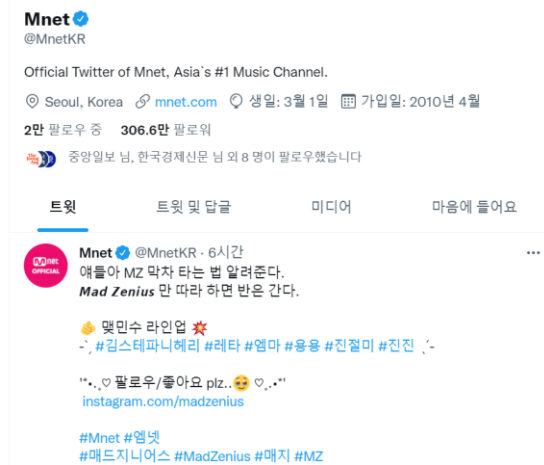 Mnet
@MnetKR
Official Twitter of Mnet, Asia`s #1 Music Channel.
Seoul, Korea mnet.com 생일: 3월 1일 가입일: 2010년 4월
2만 팔로우 중 306.6만 팔로워
중앙일보 님, 한국경제신문 님 외 8 명이 팔로우했습니다
트윗 트윗 및 답글 미디어 마음에 들어요
Mnet @MnetKR · 6시간
Mnet OFFICIAL
얘들아 MZ 막차 타는 법 알려준다.
𝙈𝙖𝙙 𝙕𝙚𝙣𝙞𝙪𝙨 만 따라 하면 반은 간다.
🫵 맺민수 라인업 💥
-`ˏ #김스테파니헤리 #레타 #엠마 #용용 #진절미 #진진 ˎ´-
'*•.¸♡ 팔로우/좋아요 plz..🥹 ♡¸.•*'
instagram.com/madzenius
#Mnet #엠넷
#매드지니어스 #MadZenius #매지 #MZ